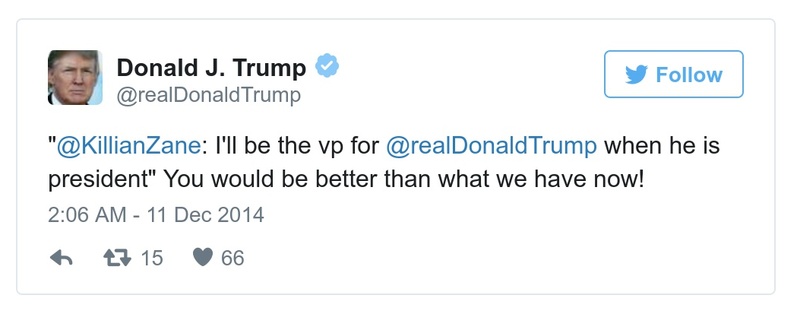 Donald J. Trump
@realDonaldTrump
Follow
"@KillianZane: I'll be the vp for @realDonaldTrump when he is
president" You would be better than what we have now!
2:06 AM - 11 Dec 2014
15 66